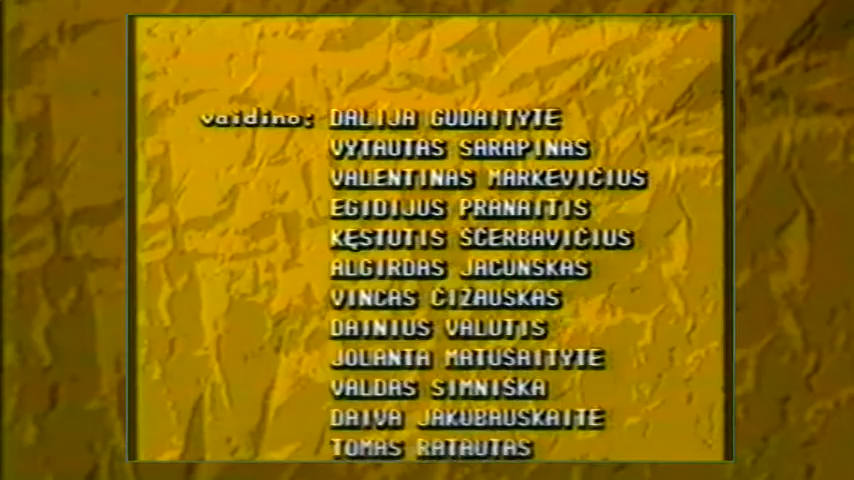 vaidino: DALIJA GUDAITYTE
VYTAUTAS SARAPINAS
VALENTINAS MARKEVIČIUS
EGIDIJUS PRANAITIS
KĘSTUTIS ŠČERBAVIČIUS
ALGIRDAS JACUNSKAS
VINCAS ČIŽAUSKAS
DAINIUS VALUTIS
JOLANTA MATUŠAITYTE
VALDAS SIMNIŠKA
DAIVA JAKUBAUSKAITĖ
TOMAS RATAUTAS